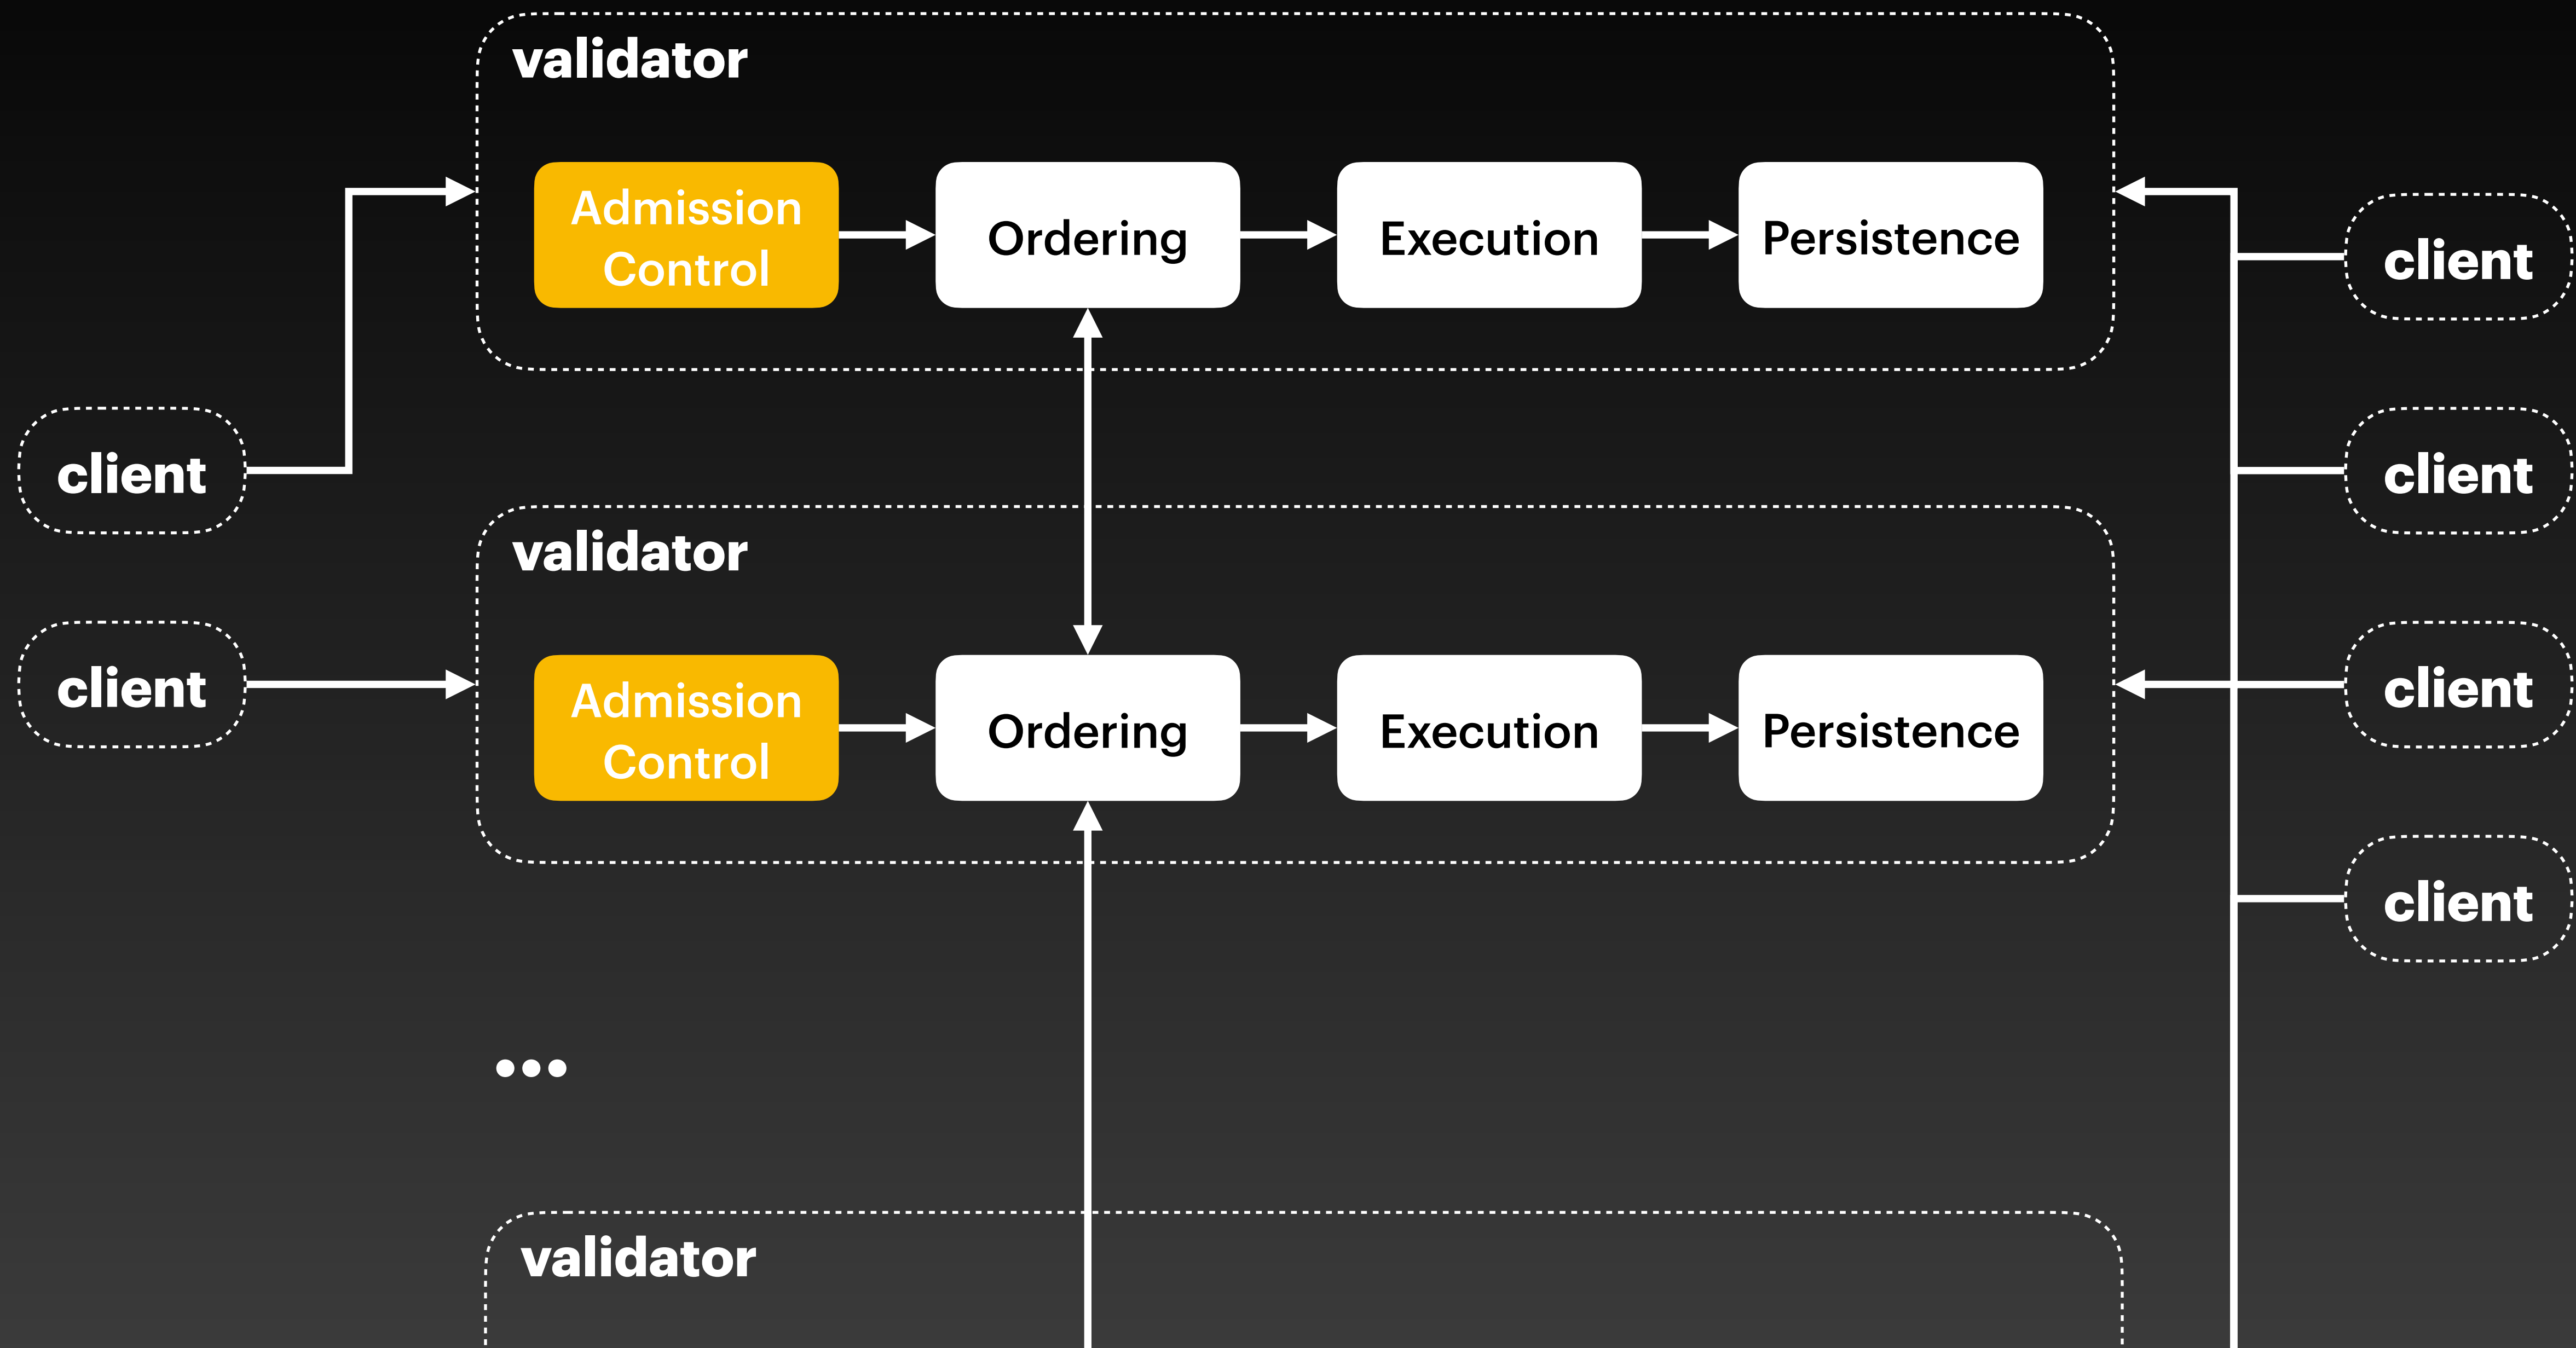 validator
Admission
Control
Ordering
Execution
Persistence
client
client
client
validator
client
Admission
Control
Ordering
Execution
Persistence
client
client
client
•••
validator